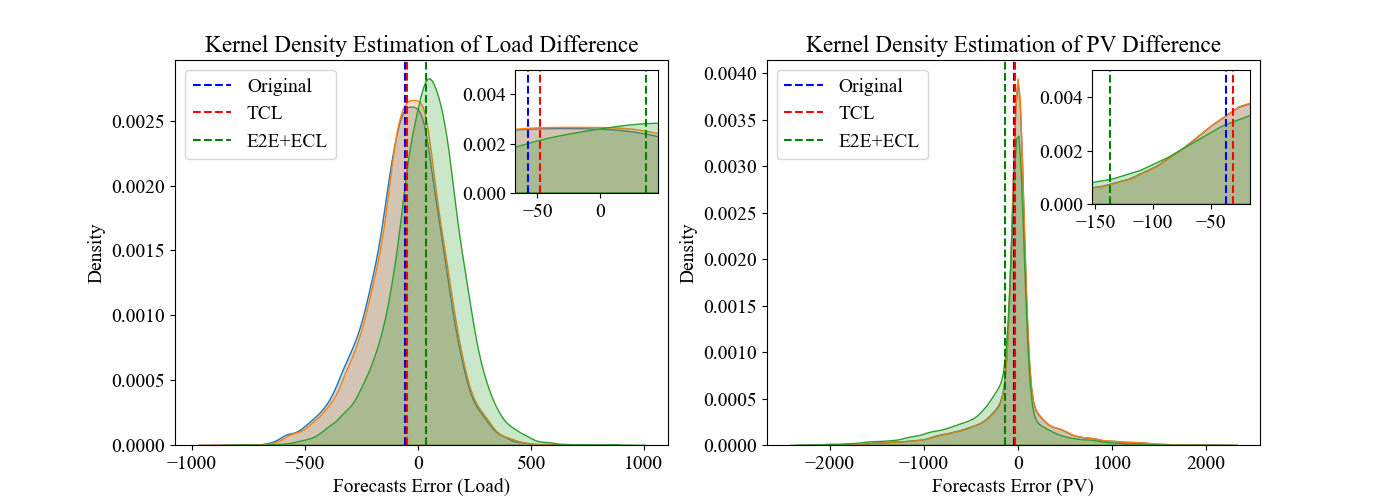 Kernel Density Estimation of Load Difference
Density
0.0025
0.0020
0.0015
0.0010
0.0005
0.0000
Original
TCL
E2E+ECL
0.004
0.002
0.000
−50 0
−1000 −500 0 500 1000
Forecasts Error (Load)
Kernel Density Estimation of PV Difference
Density
0.0040
0.0035
0.0030
0.0025
0.0020
0.0015
0.0010
0.0005
0.0000
Original
TCL
E2E+ECL
0.004
0.002
0.000
−150 −100 −50
−2000 −1000 0 1000 2000
Forecasts Error (PV)